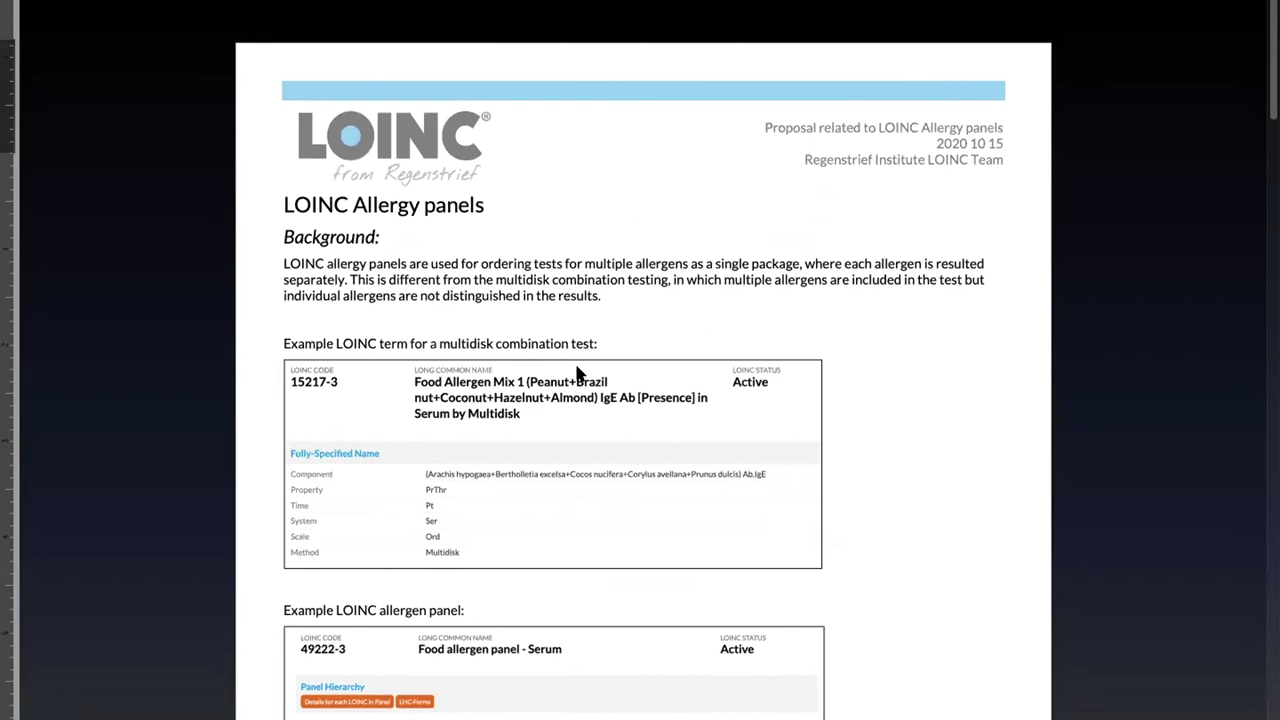 LOINC®
from Regenstrief
Proposal related to LOINC Allergy panels
2020 10 15
Regenstrief Institute LOINC Team
LOINC Allergy panels
Background:
LOINC allergy panels are used for ordering tests for multiple allergens as a single package, where each allergen is resulted
separately. This is different from the multidisk combination testing, in which multiple allergens are included in the test but
individual allergens are not distinguished in the results.
Example LOINC term for a multidisk combination test:
LOINC CODE LONG COMMON NAME LOINC STATUS
15217-3 Food Allergen Mix 1 (Peanut+Brazil Active
nut+Coconut+Hazelnut+Almond) IgE Ab [Presence] in
Serum by Multidisk
Fully-Specified Name
Component (Arachis hypogaea+Bertholletia excelsa+Cocos nucifera+Corylus avellana+Prunus dulcis) Ab.IgE
Property PrThr
Time Pt
System Ser
Scale Ord
Method Multidisk
Example LOINC allergen panel:
LOINC CODE LONG COMMON NAME LOINC STATUS
49222-3 Food allergen panel - Serum Active
Panel Hierarchy
Details for each LOINC in Panel LHC-Forms